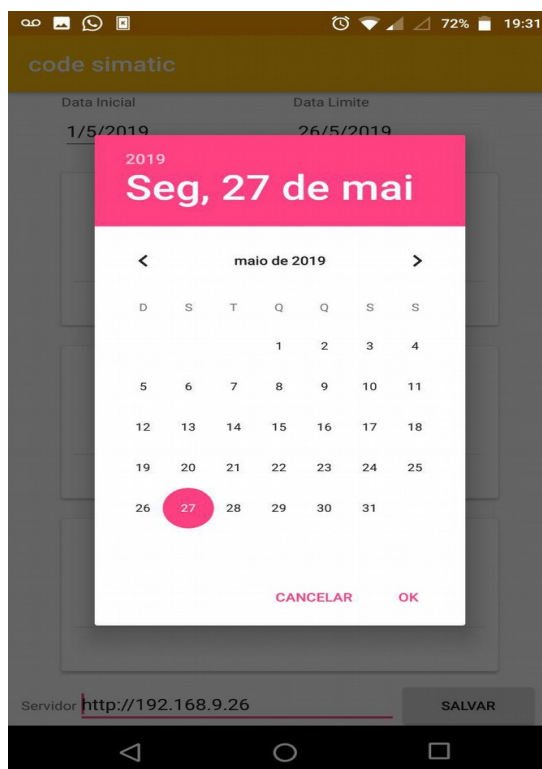 72% 19:31
code simatic
Data Inicial Data Limite
1/5/2019 26/5/2019
2019
Seg, 27 de mai
maio de 2019
D S T Q Q S S
1 2 3 4
5 6 7 8 9 10 11
12 13 14 15 16 17 18
19 20 21 22 23 24 25
26 27 28 29 30 31
CANCELAR OK
Servidor http://192.168.9.26 SALVAR